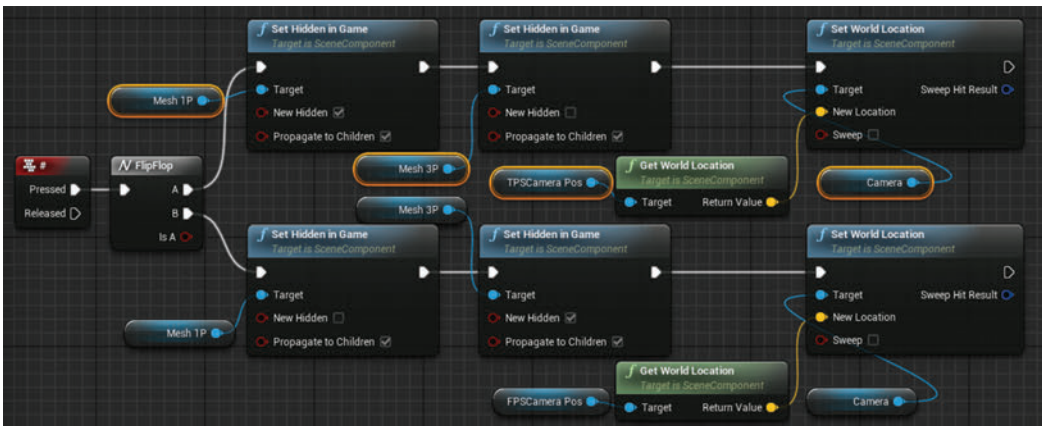 Set Hidden in Game
Target is SceneComponent
Target
New Hidden
Propagate to Children
Set Hidden in Game
Target is SceneComponent
Target
New Hidden
Propagate to Children
Set World Location
Target is SceneComponent
Target
Sweep Hit Result
New Location
Sweep
Mesh 1P
Mesh 3P
TPSCamera Pos
Get World Location
Target is SceneComponent
Target
Return Value
Camera
#
Pressed
Released
FlipFlop
A
B
Is A
Mesh 3P
Set Hidden in Game
Target is SceneComponent
Target
New Hidden
Propagate to Children
Set Hidden in Game
Target is SceneComponent
Target
New Hidden
Propagate to Children
Set World Location
Target is SceneComponent
Target
Sweep Hit Result
New Location
Sweep
Mesh 1P
FPSCamera Pos
Get World Location
Target is SceneComponent
Target
Return Value
Camera